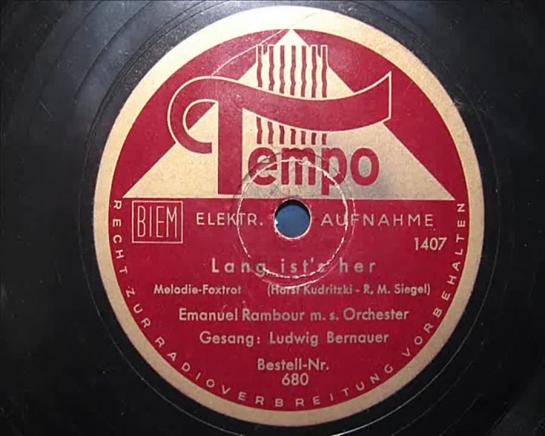 Tempo
BIEM ELEKTR. AUFNAHME
1407
Lang ist's her
Melodie-Foxtrot (Horst Kudritzki - R. M. Siegel)
Emanuel Rambour m. s. Orchester
Gesang: Ludwig Bernauer
Bestell-Nr.
680
RECHT ZUR RADIOVERBREITUNG VORBEHALTEN